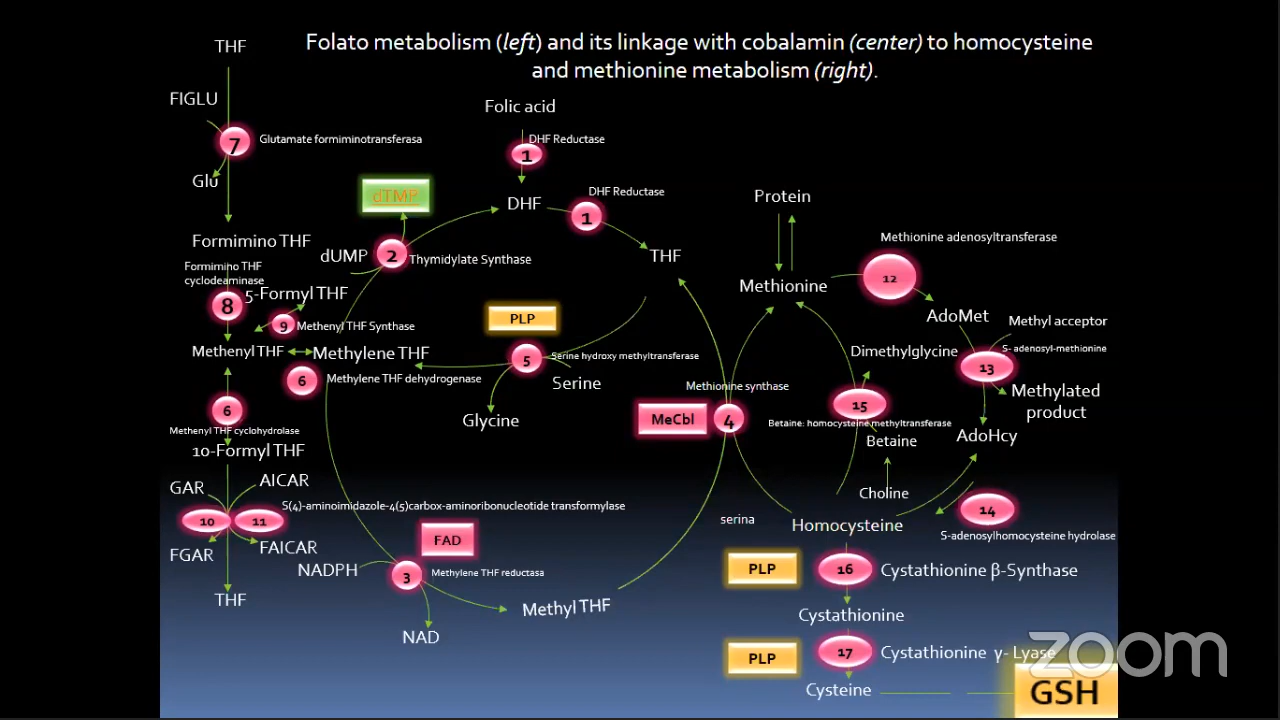 Folato metabolism (left) and its linkage with cobalamin (center) to homocysteine
and methionine metabolism (right).
THF
FIGLU
7
Glutamate formiminotransferasa
Glu
Formimino THF
Formimino THF
cyclodeaminase
8
5-Formyl THF
9
Methenyl THF Synthase
Methenyl THF
Methylene THF
6
Methylene THF dehydrogenase
6
Methenyl THF cyclohydrolase
10-Formyl THF
GAR
AICAR
S(4)-aminoimidazole-4(5)carbox-aminoribonucleotide transformylase
10
11
FGAR
FAICAR
THF
Folic acid
DHF Reductase
1
DHF
DHF Reductase
1
THF
dTMP
dUMP
2
Thymidylate Synthase
PLP
5
Serine hydroxy methyltransferase
Serine
Glycine
FAD
NADPH
3
Methylene THF reductasa
NAD
Methyl THF
Methionine synthase
MeCbl
4
Protein
Methionine
Methionine adenosyltransferase
12
AdoMet
Methyl acceptor
S- adenosyl-methionine
13
Methylated
product
AdoHcy
Dimethylglycine
15
Betaine: homocysteine methyltransferase
Betaine
Choline
14
S-adenosylhomocysteine hydrolase
serina
Homocysteine
PLP
16
Cystathionine β-Synthase
Cystathionine
PLP
17
Cystathionine γ- Lyase
Cysteine
GSH
zoom